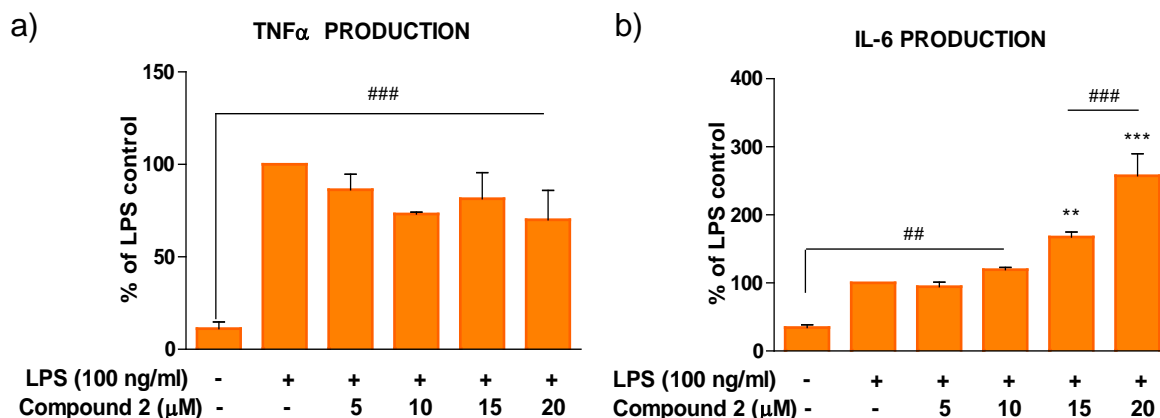 a)
TNFα PRODUCTION
% of LPS control
150
100
50
0
###
LPS (100 ng/ml) - + + + + +
Compound 2 (μM) - - 5 10 15 20
b)
IL-6 PRODUCTION
% of LPS control
400
300
200
100
0
###
***
**
##
LPS (100 ng/ml) - + + + + +
Compound 2 (μM) - - 5 10 15 20